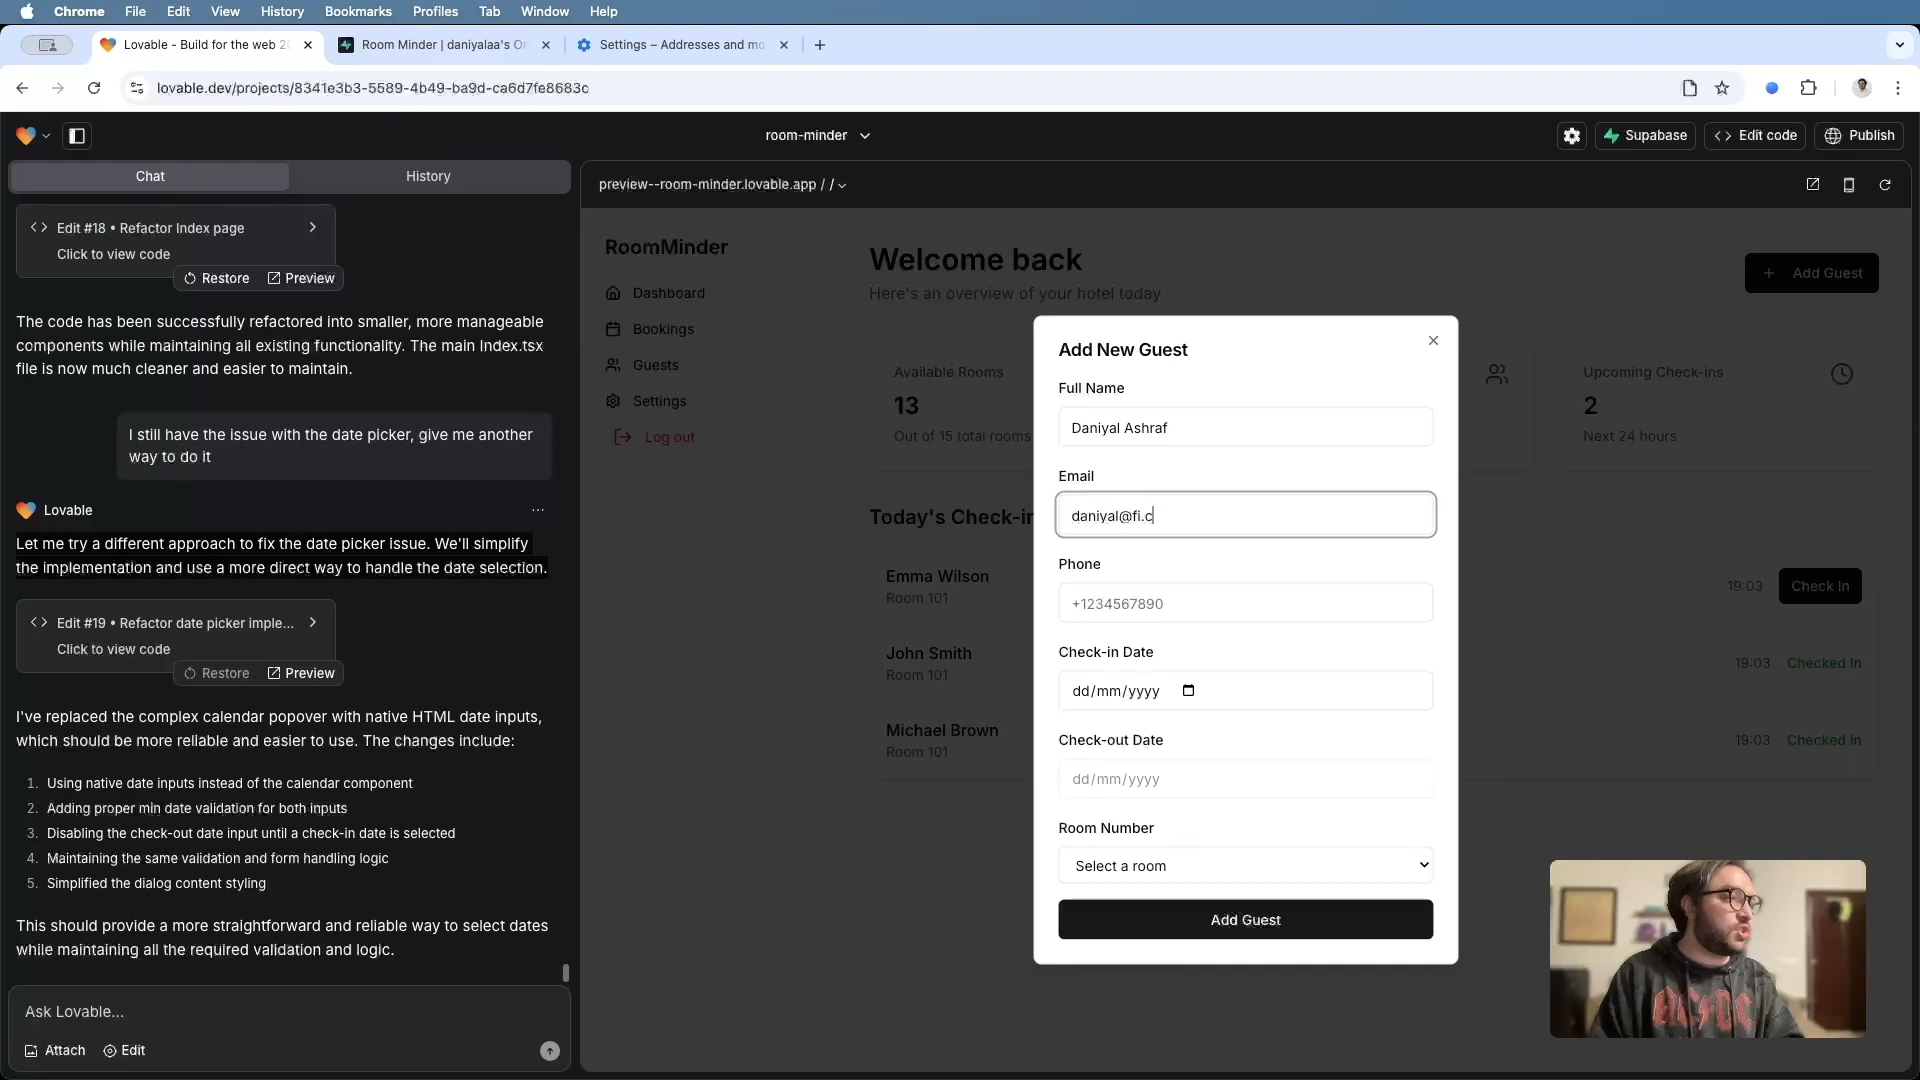 Chrome File Edit View History Bookmarks Profiles Tab Window Help
Lovable - Build for the web 20
Room Minder | daniyalaa's Or
Settings – Addresses and mo
lovable.dev/projects/8341e3b3-5589-4b49-ba9d-ca6d7fe8683c
room-minder
Supabase
Edit code
Publish
Chat
History
Edit #18 • Refactor Index page
Click to view code
Restore
Preview
The code has been successfully refactored into smaller, more manageable
components while maintaining all existing functionality. The main Index.tsx
file is now much cleaner and easier to maintain.
I still have the issue with the date picker, give me another
way to do it
Lovable
Let me try a different approach to fix the date picker issue. We'll simplify
the implementation and use a more direct way to handle the date selection.
Edit #19 • Refactor date picker imple...
Click to view code
Restore
Preview
I've replaced the complex calendar popover with native HTML date inputs,
which should be more reliable and easier to use. The changes include:
1. Using native date inputs instead of the calendar component
2. Adding proper min date validation for both inputs
3. Disabling the check-out date input until a check-in date is selected
4. Maintaining the same validation and form handling logic
5. Simplified the dialog content styling
This should provide a more straightforward and reliable way to select dates
while maintaining all the required validation and logic.
Ask Lovable...
Attach
Edit
preview--room-minder.lovable.app / /
RoomMinder
Dashboard
Bookings
Guests
Settings
Log out
Welcome back
Here's an overview of your hotel today
Add Guest
Available Rooms
13
Out of 15 total rooms
Upcoming Check-ins
2
Next 24 hours
Today's Check-in
Emma Wilson
Room 101
19:03
Check In
John Smith
Room 101
19:03
Checked In
Michael Brown
Room 101
19:03
Checked In
Add New Guest
Full Name
Daniyal Ashraf
Email
daniyal@fi.c
Phone
+1234567890
Check-in Date
dd/mm/yyyy
Check-out Date
dd/mm/yyyy
Room Number
Select a room
Add Guest
AC/DC